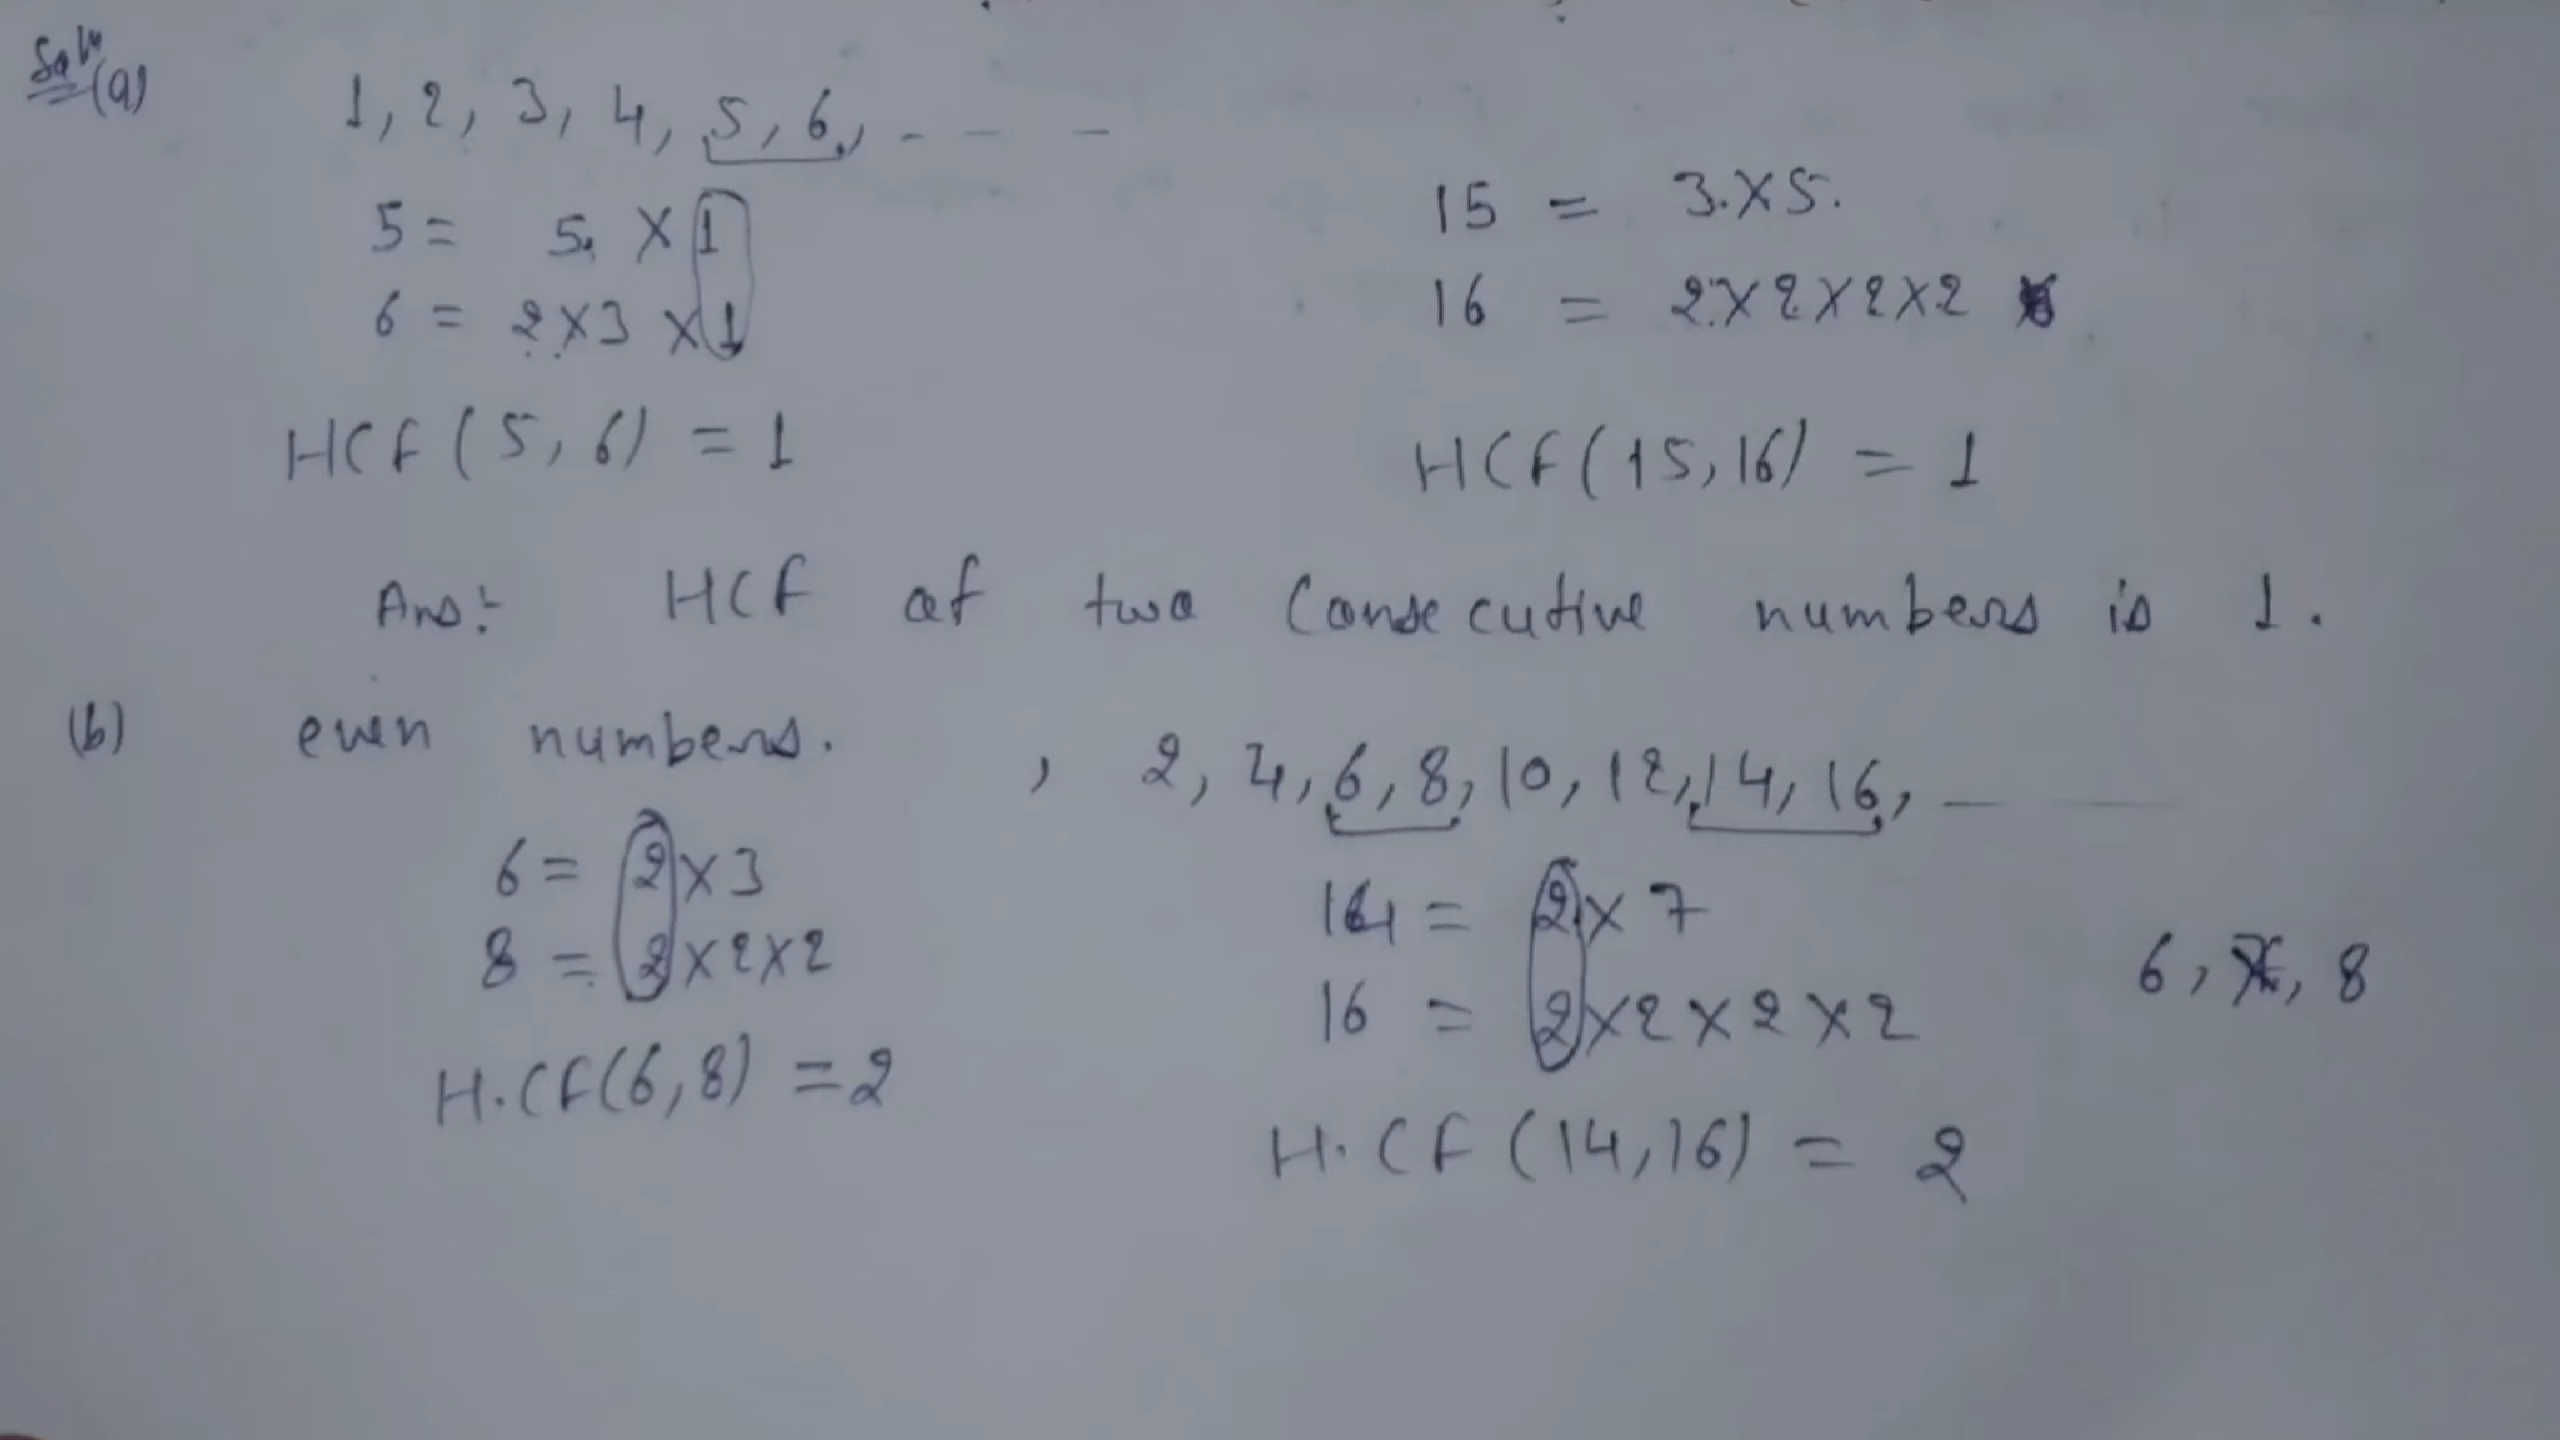 Solⁿ (a) 1, 2, 3, 4, 5, 6, - - -
5 = 5 × 1
6 = 2×3 ×1
HCF (5, 6) = 1
15 = 3×5
16 = 2×2×2×2
HCF (15, 16) = 1
Ans:- HCF of two Consecutive numbers is 1.
(b) even numbers. , 2, 4, 6, 8, 10, 12, 14, 16, —
6 = 2×3
8 = 2×2×2
H.CF(6, 8) = 2
14 = 2×7
16 = 2×2×2×2
H.CF (14, 16) = 2
6, , 8